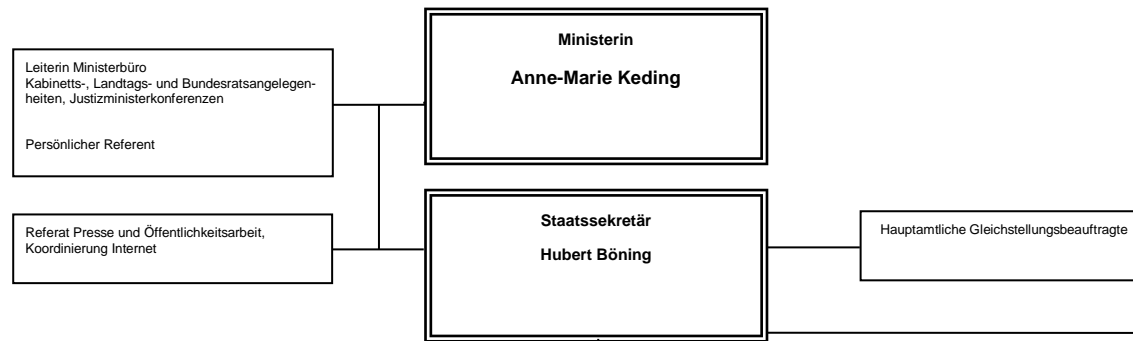 Ministerin
Anne-Marie Keding
Leiterin Ministerbüro
Kabinetts-, Landtags- und Bundesratsangelegen-
heiten, Justizministerkonferenzen
Persönlicher Referent
Staatssekretär
Hubert Böning
Referat Presse und Öffentlichkeitsarbeit,
Koordinierung Internet
Hauptamtliche Gleichstellungsbeauftragte